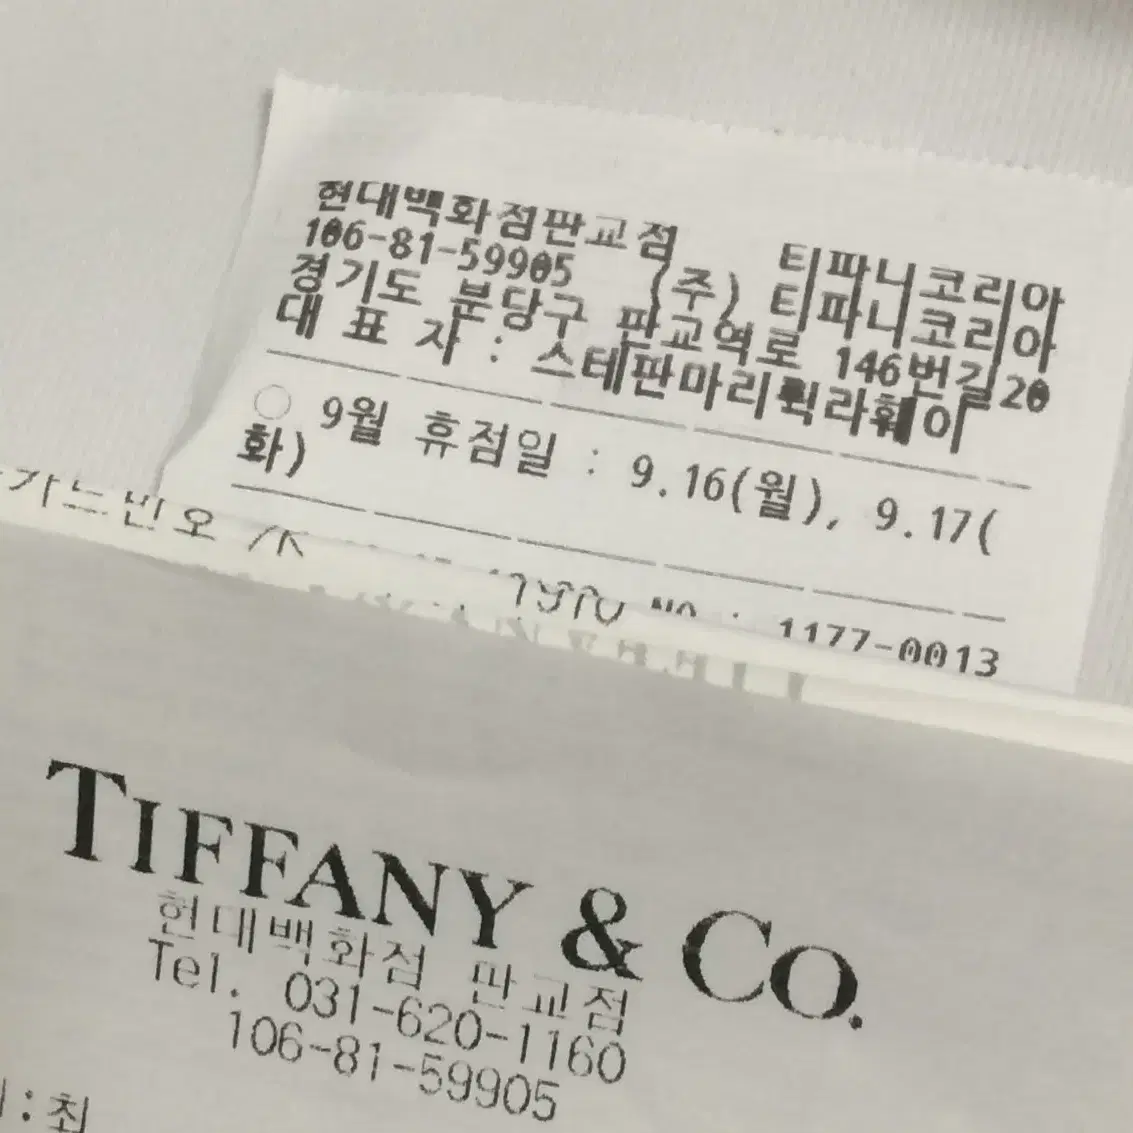 현대백화점판교점 티파니코리아
106-81-59905 (주) 티파니코리아
경기도 분당구 판교역로 146번길20
대 표 자 : 스테판마리뤽라훼이
○ 9월 휴점일 : 9.16(월), 9.17(
화)
1177-0013
TIFFANY & CO.
현대백화점 판교점
Tel. 031-620-1160
106-81-59905
:최